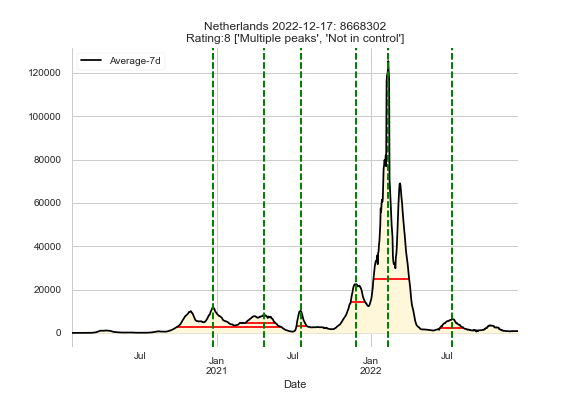 Netherlands 2022-12-17: 8668302
Rating:8 ['Multiple peaks', 'Not in control']
Average-7d
120000
100000
80000
60000
40000
20000
0
Jul
Jan
2021
Jul
Jan
2022
Jul
Date